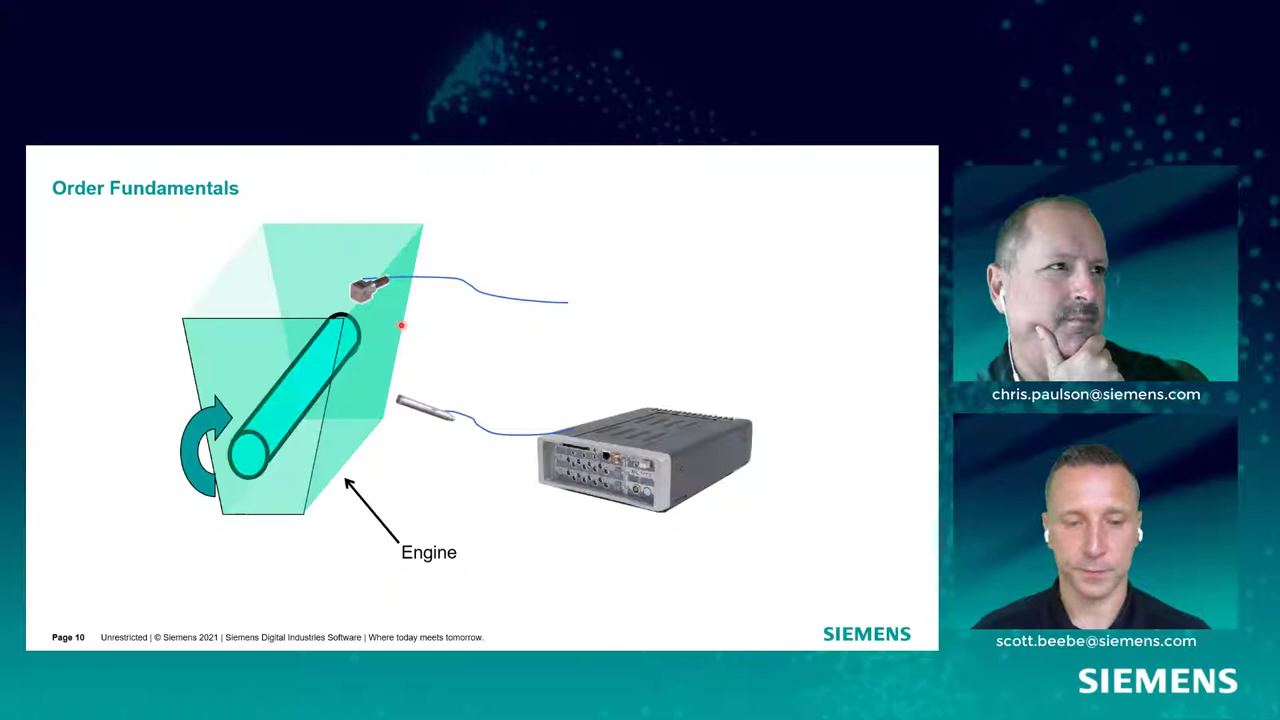 Order Fundamentals
Engine
Page 10 Unrestricted | © Siemens 2021 | Siemens Digital Industries Software | Where today meets tomorrow.
SIEMENS
chris.paulson@siemens.com
scott.beebe@siemens.com
SIEMENS